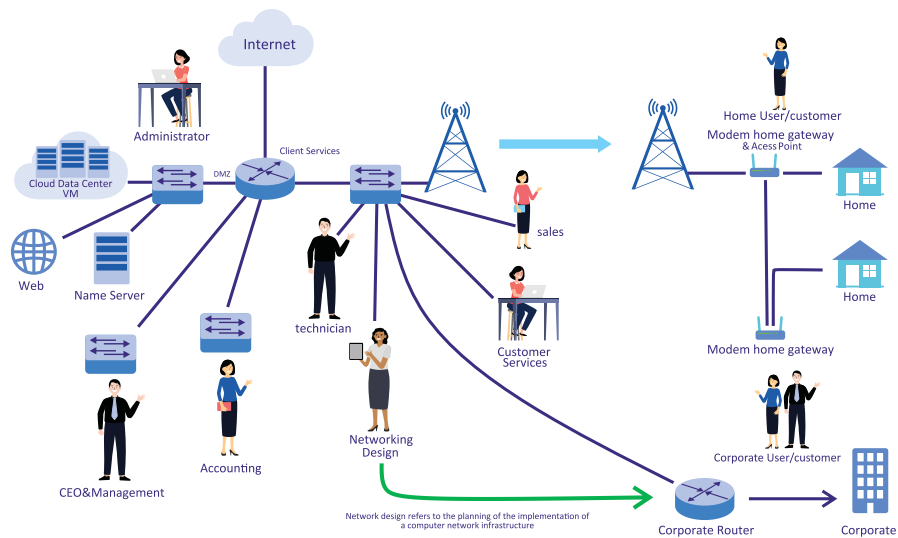 Internet
Administrator
Client Services
Cloud Data Center
VM
DMZ
Web
Name Server
technician
sales
Customer
Services
Networking
Design
CEO&Management
Accounting
Network design refers to the planning of the implementation of
a computer network infrastructure
Home User/customer
Modem home gateway
& Acess Point
Home
Home
Modem home gateway
Corporate User/customer
Corporate Router
Corporate